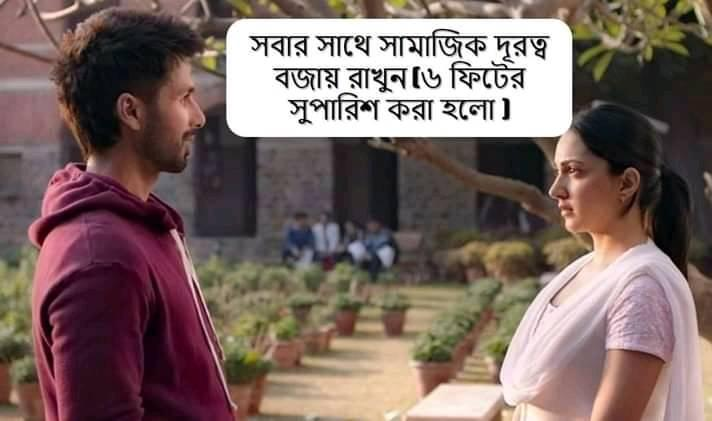 সবার সাথে সামাজিক দূরত্ব
বজায় রাখুন (৬ ফিটের
সুপারিশ করা হলো )